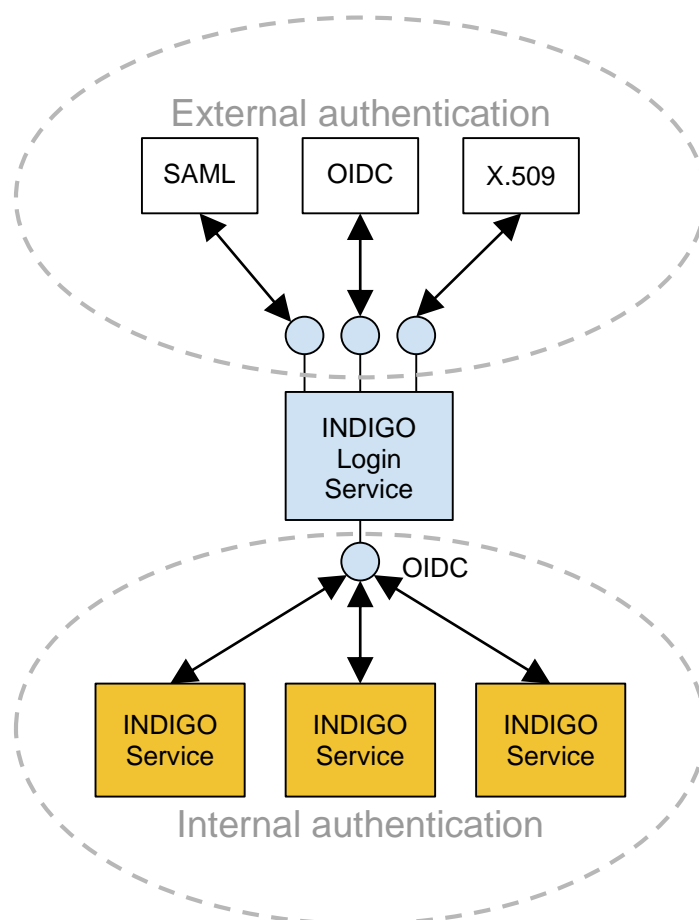 External authentication
SAML
OIDC
X.509
INDIGO
Login
Service
OIDC
INDIGO
Service
INDIGO
Service
INDIGO
Service
Internal authentication